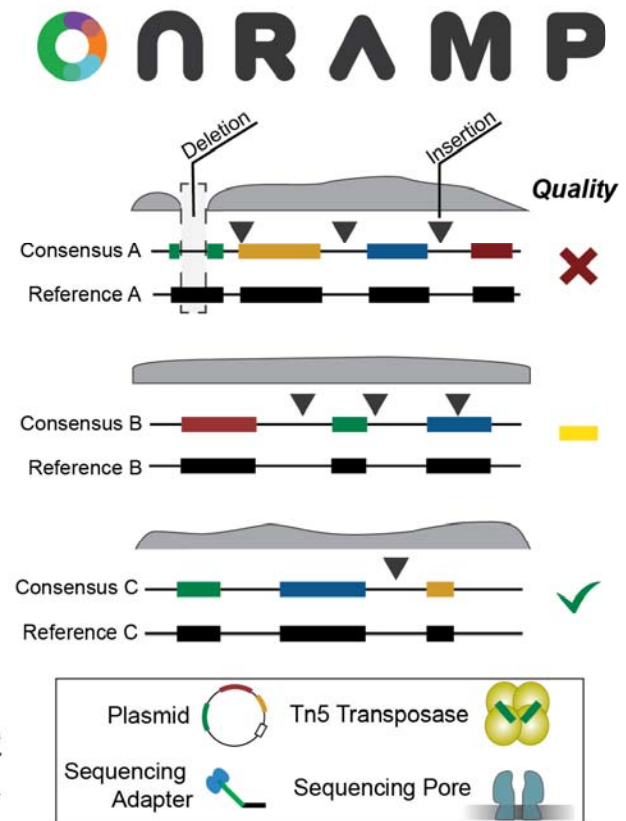 ONRAMP
Deletion
Insertion
Quality
Consensus A
Reference A
Consensus B
Reference B
Consensus C
Reference C
Plasmid
Tn5 Transposase
Sequencing
Adapter
Sequencing Pore